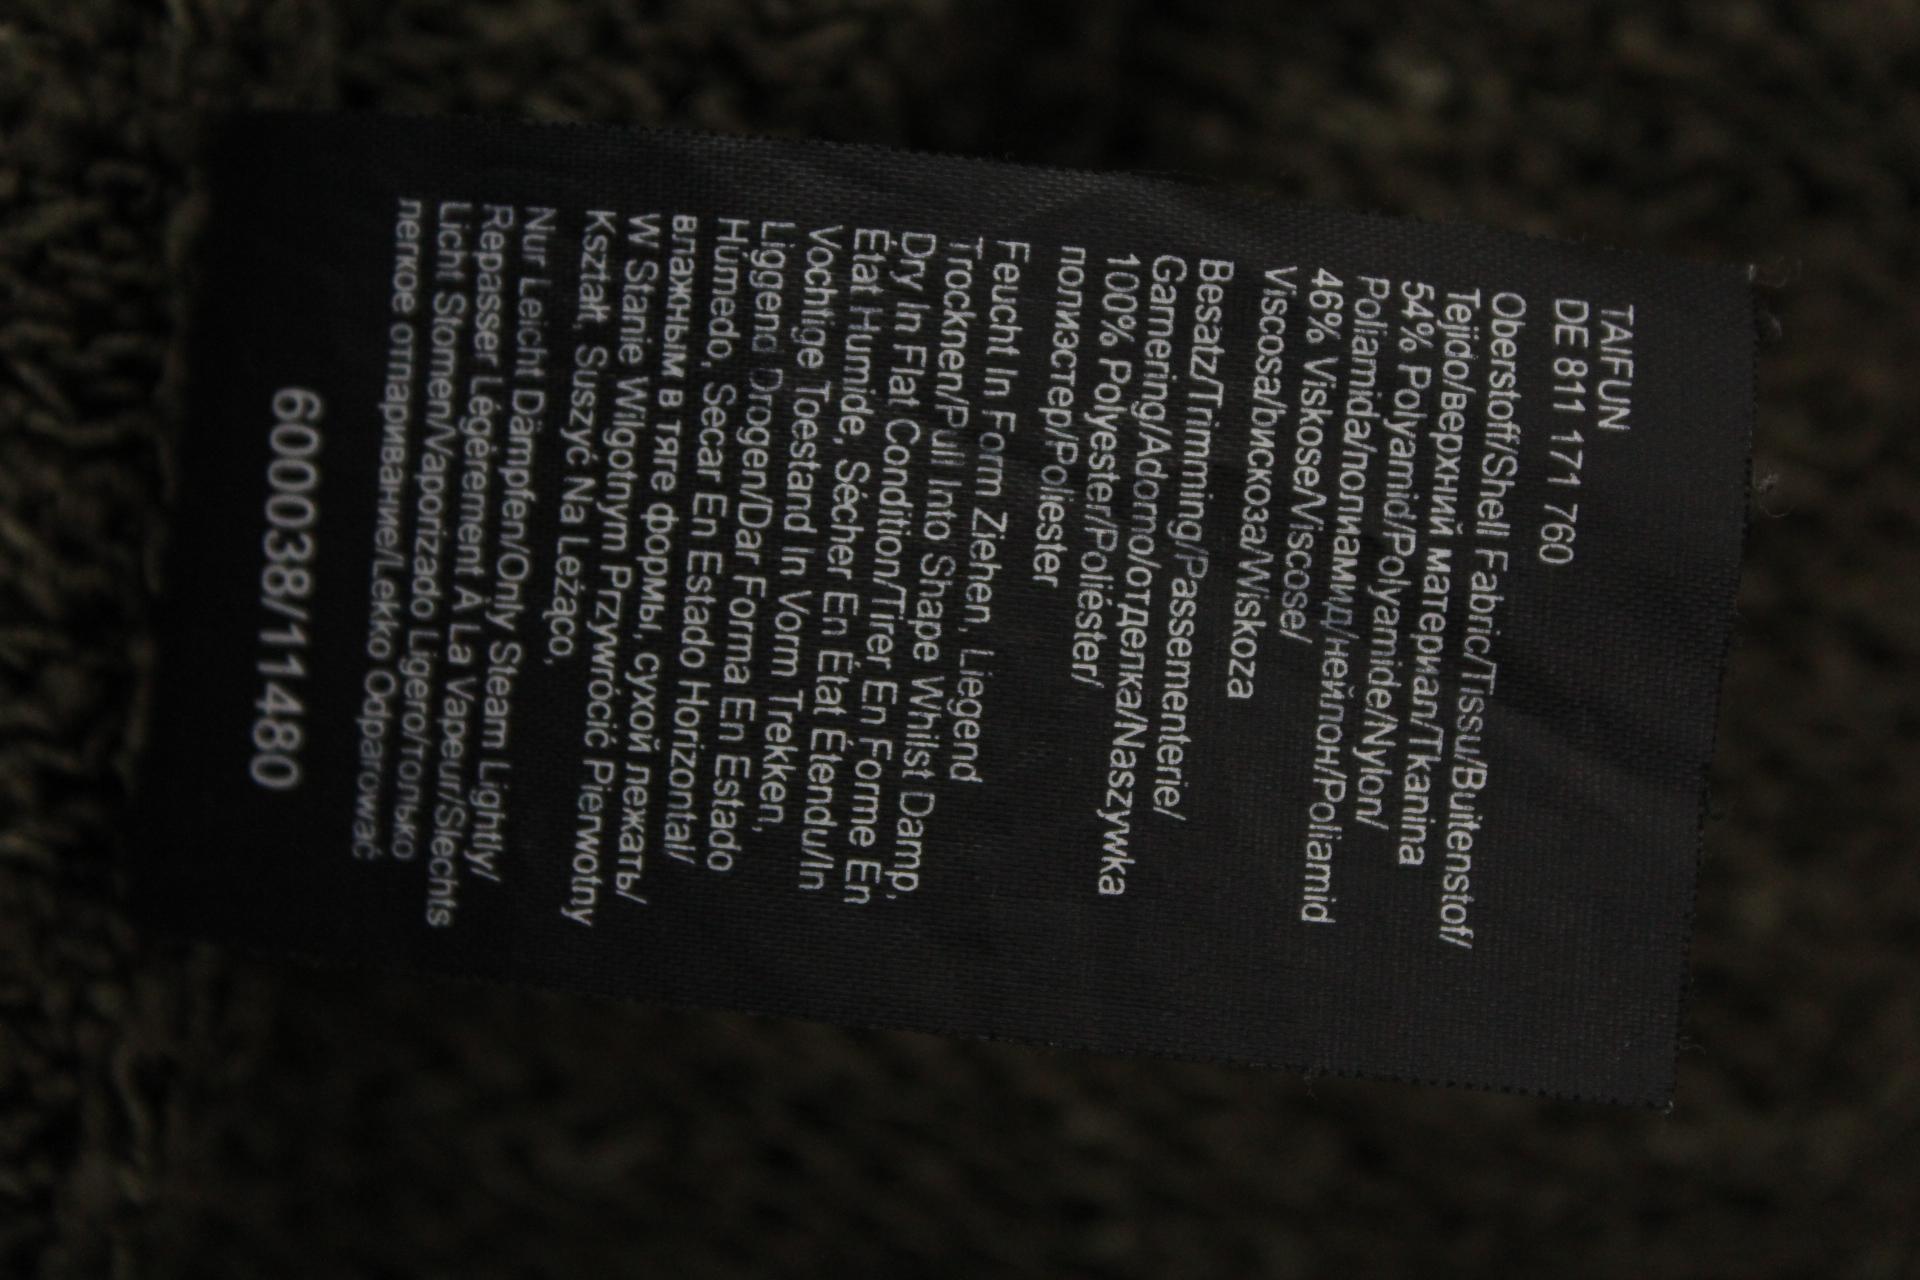 TAIFUN
DE 811 171 760
Oberstoff/Shell Fabric/Tissu/Buitenstof/
Tejido/верхний материал/Tkanina
54% Polyamid/Polyamide/Nylon/
Poliamida/полиамид/нейлон/Poliamid
46% Viskose/Viscose/
Viscosa/bискоза/Wiskoza
Besatz/Trimming/Passementerie/
Garnering/Adorno/отделка/Naszywka
100% Polyester/Poliéster/
полиэстер/Poliester
Feucht In Form Ziehen, Liegend
Trocknen/Pull Into Shape Whilst Damp,
Dry In Flat Condition/Tirer En Forme En
État Humide, Sécher En État Étendu/In
Vochtige Toestand In Vorm Trekken,
Liggend Drogen/Dar Forma En Estado
Húmedo, Secar En Estado Horizontal/
влажным в тяге формы, сухой лежать/
W Stanie Wilgotnym Przywrócić Pierwotny
Kształt, Suszyć Na Leżąco,
Nur Leicht Dämpfen/Only Steam Lightly/
Repasser Légèrement À La Vapeur/Slechts
Licht Stomen/Vaporizado Ligero/только
легкое отпаривание/Lekko Odparować
600038/11480